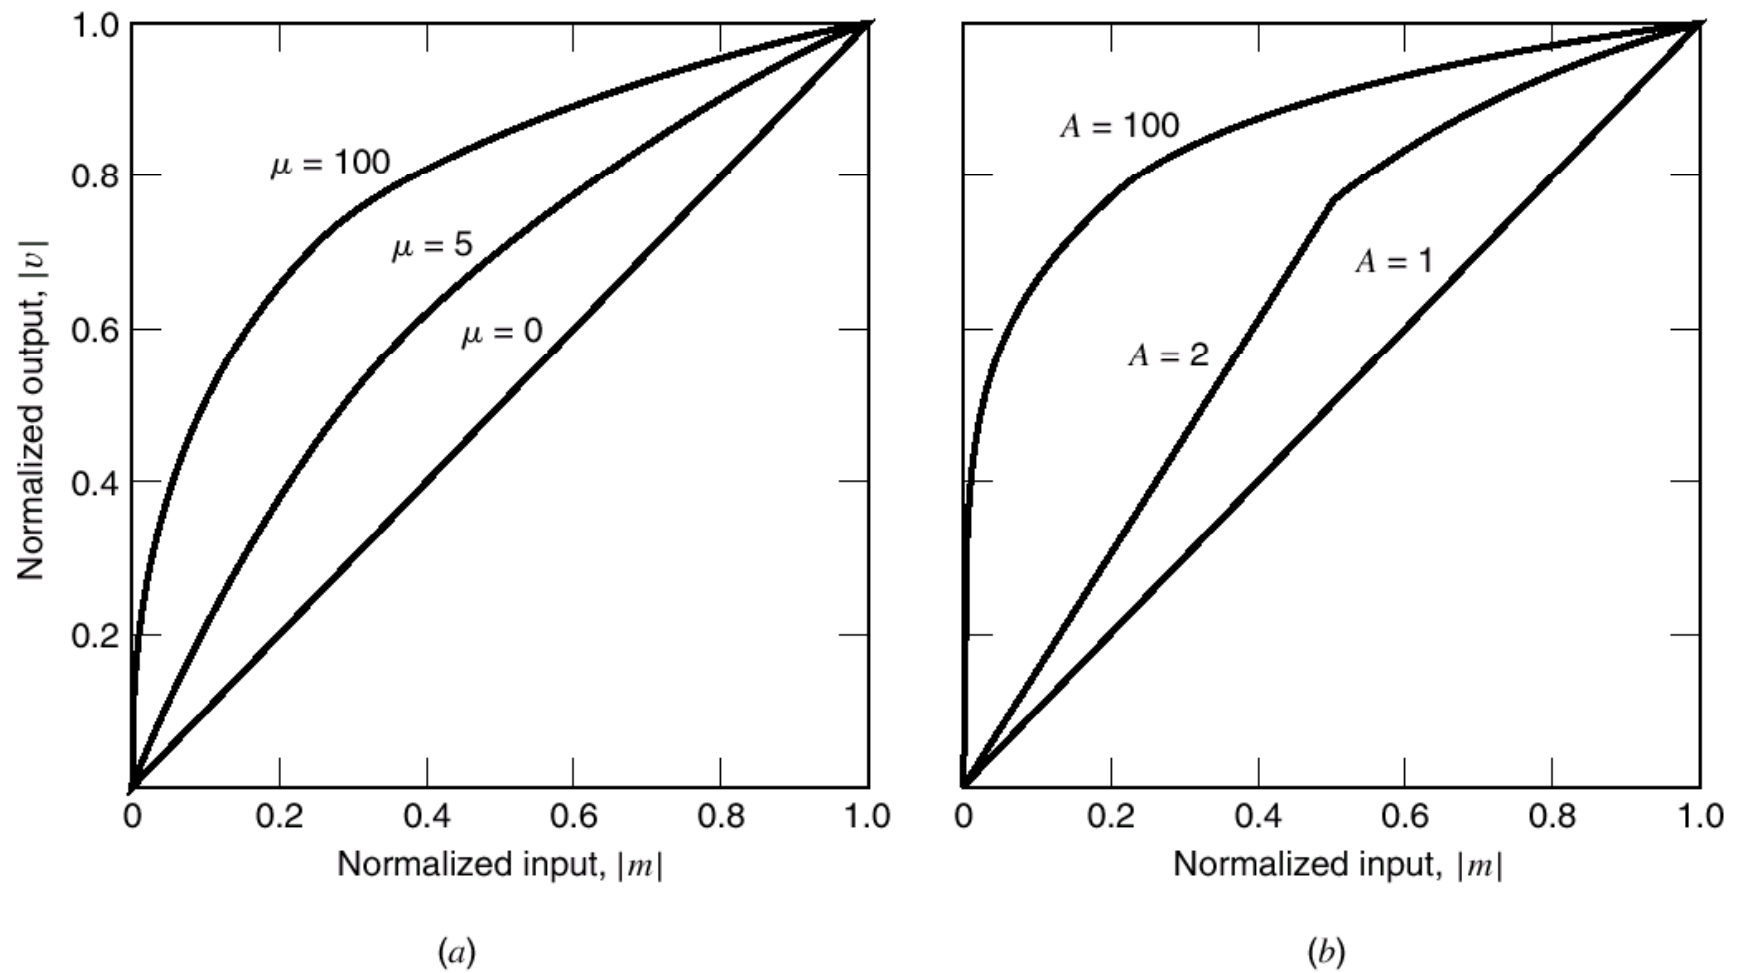 1.0
0.8
0.6
0.4
0.2
Normalized output, |v|
μ = 100
μ = 5
μ = 0
0 0.2 0.4 0.6 0.8 1.0
Normalized input, |m|
(a)
A = 100
A = 2
A = 1
0 0.2 0.4 0.6 0.8 1.0
Normalized input, |m|
(b)